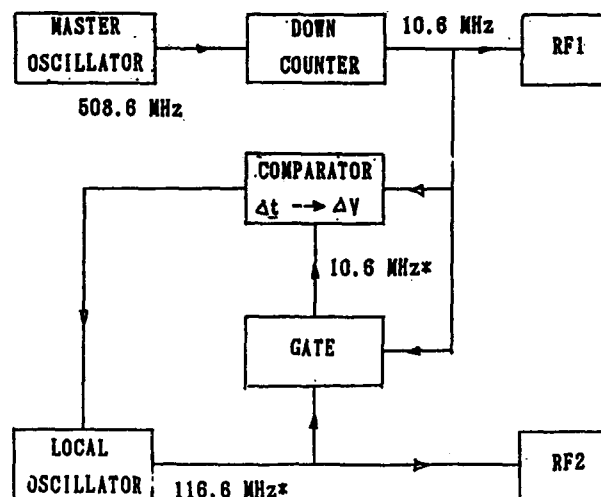 MASTER
OSCILLATOR
508.6 MHz
DOWN
COUNTER
10.6 MHz
RF1
COMPARATOR
Δt --> ΔV
10.6 MHz*
GATE
LOCAL
OSCILLATOR
116.6 MHz*
RF2